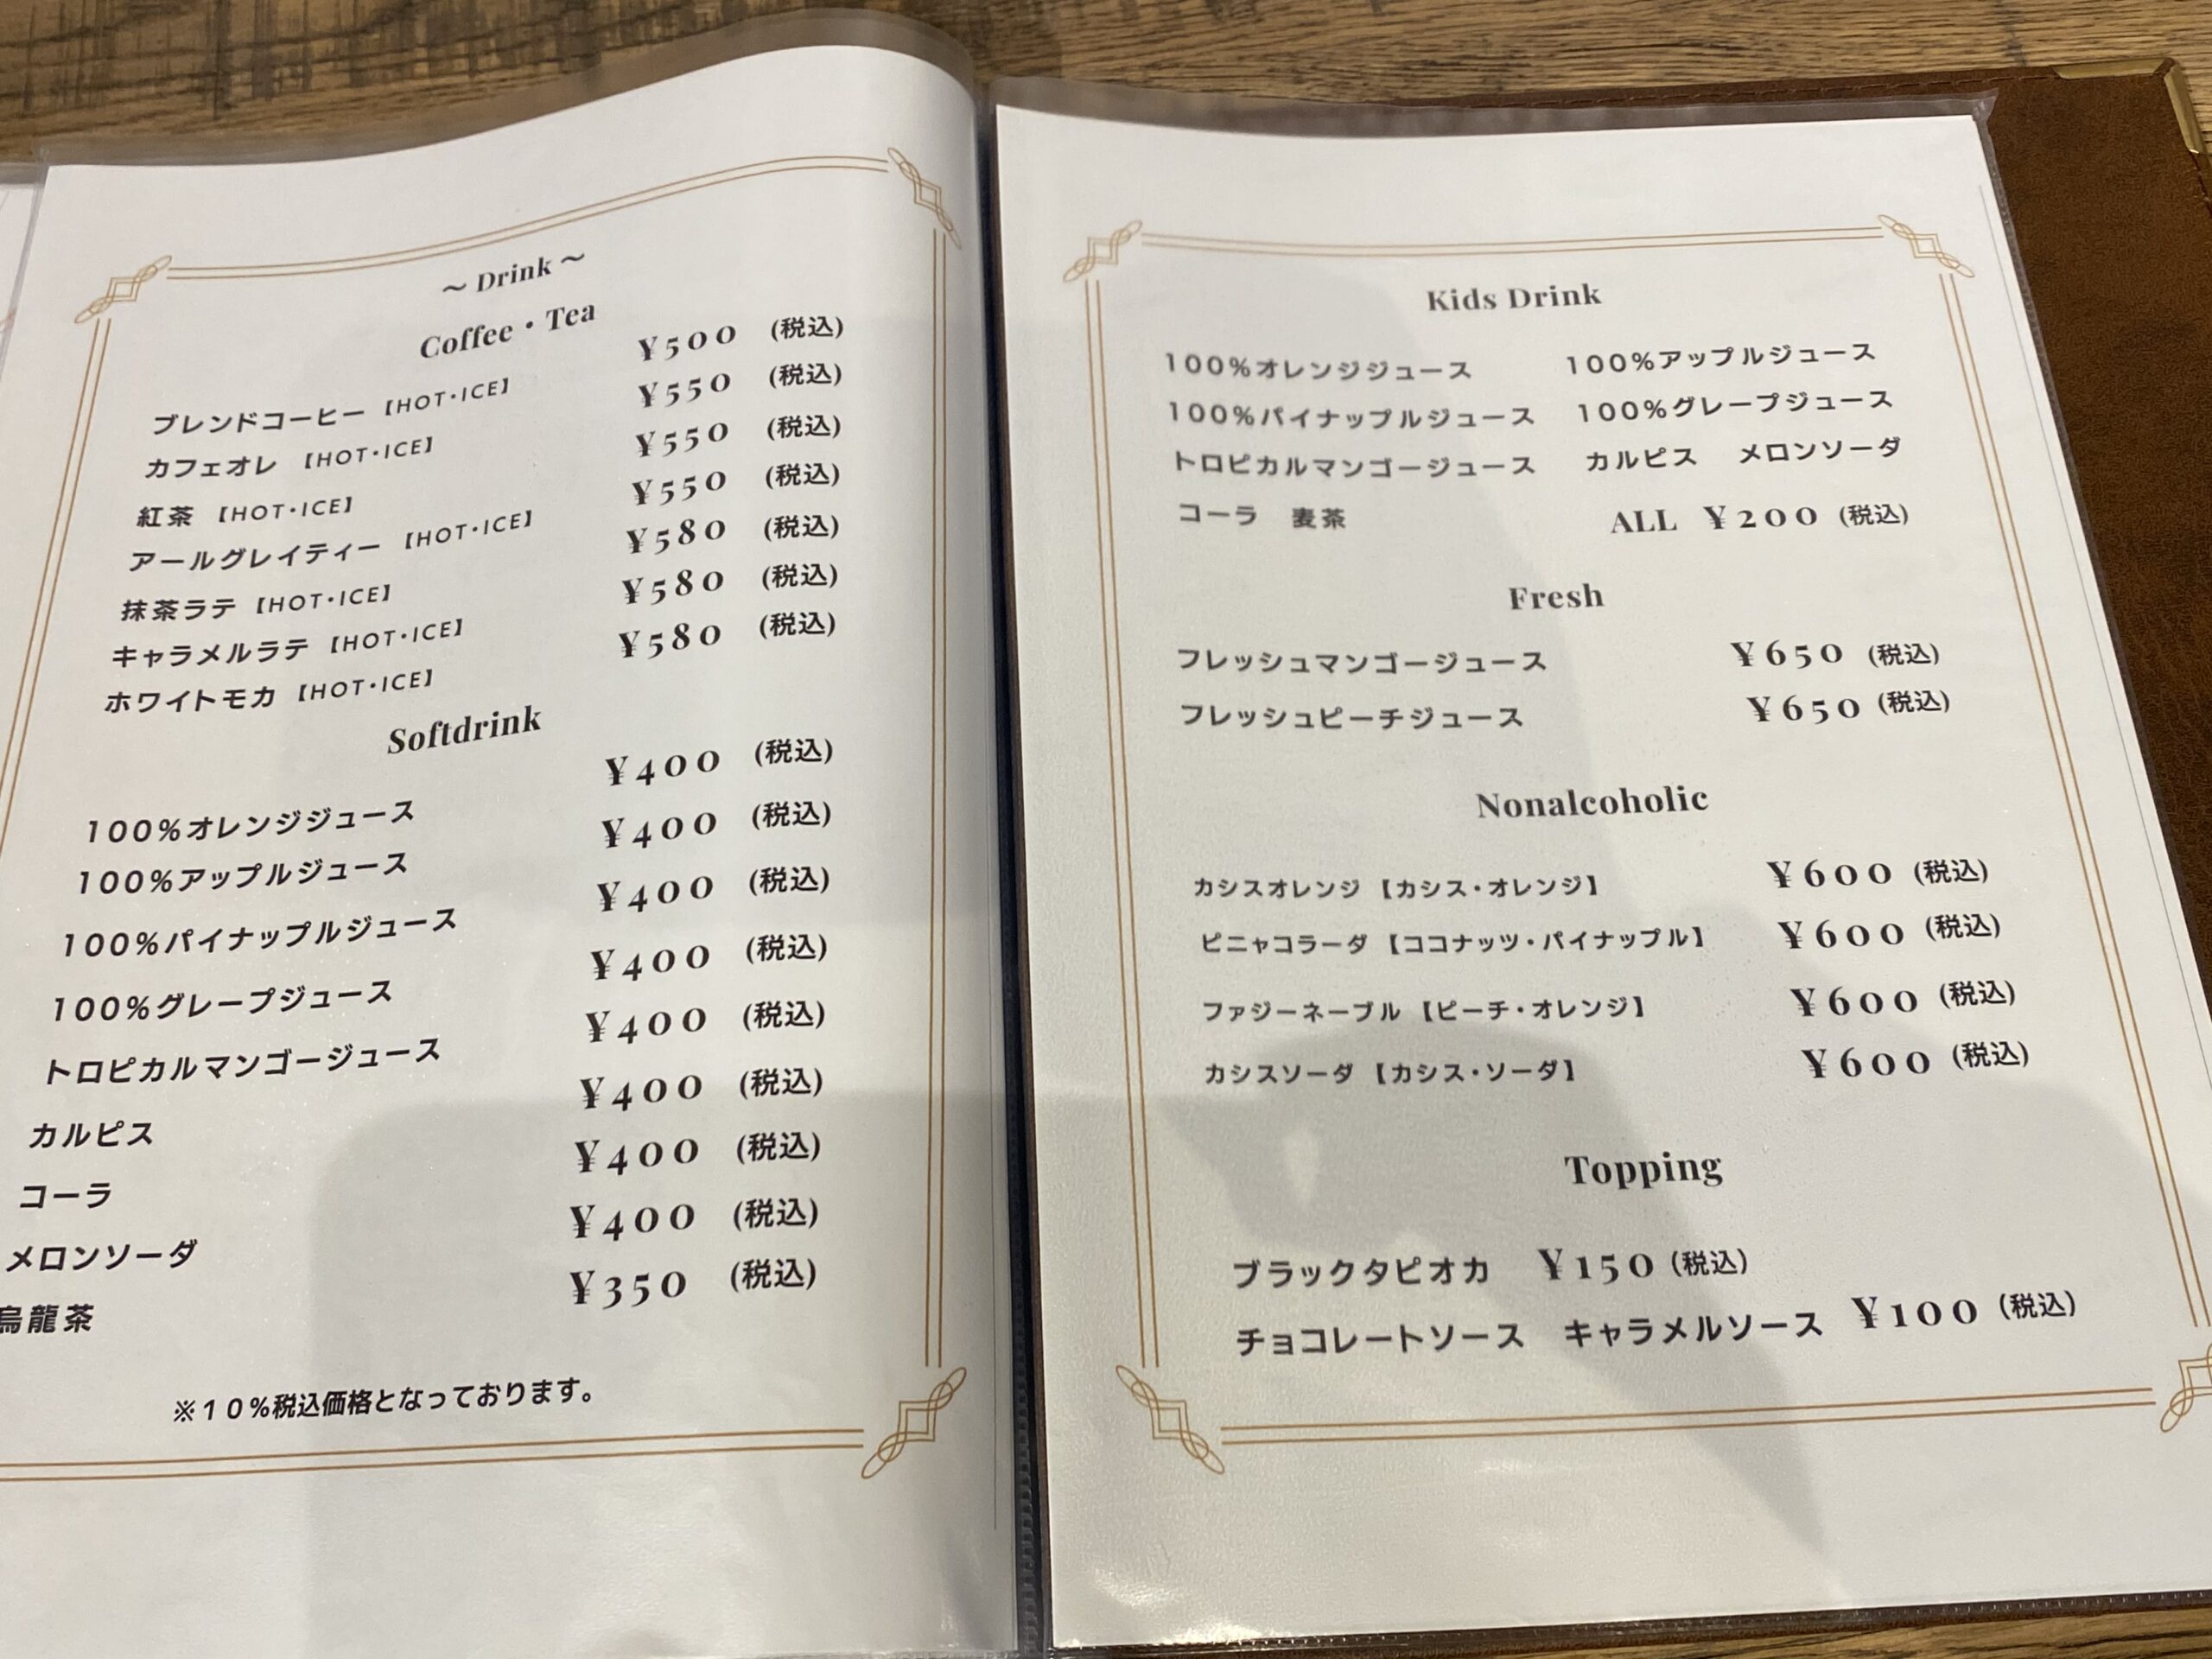 ～ Drink ～
Coffee・Tea
ブレンドコーヒー【HOT・ICE】 ¥500 (税込)
カフェオレ 【HOT・ICE】 ¥550 (税込)
紅茶 【HOT・ICE】 ¥550 (税込)
アールグレイティー 【HOT・ICE】 ¥550 (税込)
抹茶ラテ【HOT・ICE】 ¥580 (税込)
キャラメルラテ【HOT・ICE】 ¥580 (税込)
ホワイトモカ【HOT・ICE】 ¥580 (税込)
Softdrink
100%オレンジジュース ¥400 (税込)
100%アップルジュース ¥400 (税込)
100%パイナップルジュース ¥400 (税込)
100%グレープジュース ¥400 (税込)
トロピカルマンゴージュース ¥400 (税込)
カルピス ¥400 (税込)
コーラ ¥400 (税込)
メロンソーダ ¥400 (税込)
烏龍茶 ¥350 (税込)
※10%税込価格となっております。
Kids Drink
100%オレンジジュース 100%アップルジュース
100%パイナップルジュース 100%グレープジュース
トロピカルマンゴージュース カルピス メロンソーダ
コーラ 麦茶 ALL ¥200 (税込)
Fresh
フレッシュマンゴージュース ¥650 (税込)
フレッシュピーチジュース ¥650 (税込)
Nonalcoholic
カシスオレンジ【カシス・オレンジ】 ¥600 (税込)
ピニャコラーダ【ココナッツ・パイナップル】 ¥600 (税込)
ファジーネーブル【ピーチ・オレンジ】 ¥600 (税込)
カシスソーダ【カシス・ソーダ】 ¥600 (税込)
Topping
ブラックタピオカ ¥150 (税込)
チョコレートソース キャラメルソース ¥100 (税込)